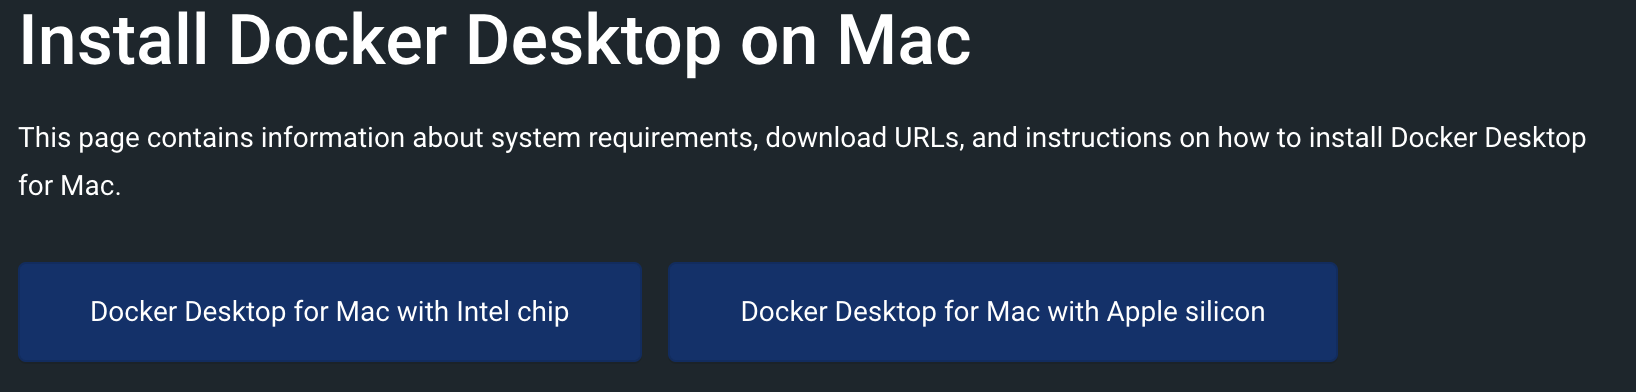 Install Docker Desktop on Mac
This page contains information about system requirements, download URLs, and instructions on how to install Docker Desktop
for Mac.
Docker Desktop for Mac with Intel chip
Docker Desktop for Mac with Apple silicon